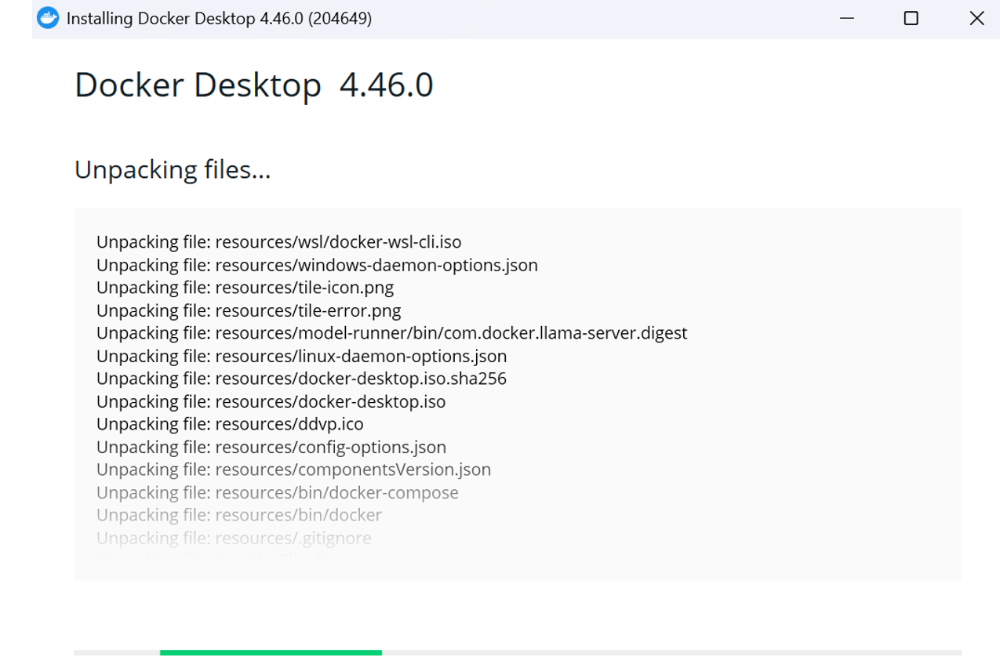 Installing Docker Desktop 4.46.0 (204649)
Docker Desktop 4.46.0
Unpacking files...
Unpacking file: resources/wsl/docker-wsl-cli.iso
Unpacking file: resources/windows-daemon-options.json
Unpacking file: resources/tile-icon.png
Unpacking file: resources/tile-error.png
Unpacking file: resources/model-runner/bin/com.docker.llama-server.digest
Unpacking file: resources/linux-daemon-options.json
Unpacking file: resources/docker-desktop.iso.sha256
Unpacking file: resources/docker-desktop.iso
Unpacking file: resources/ddvp.ico
Unpacking file: resources/config-options.json
Unpacking file: resources/componentsVersion.json
Unpacking file: resources/bin/docker-compose
Unpacking file: resources/bin/docker
Unpacking file: resources/.gitignore